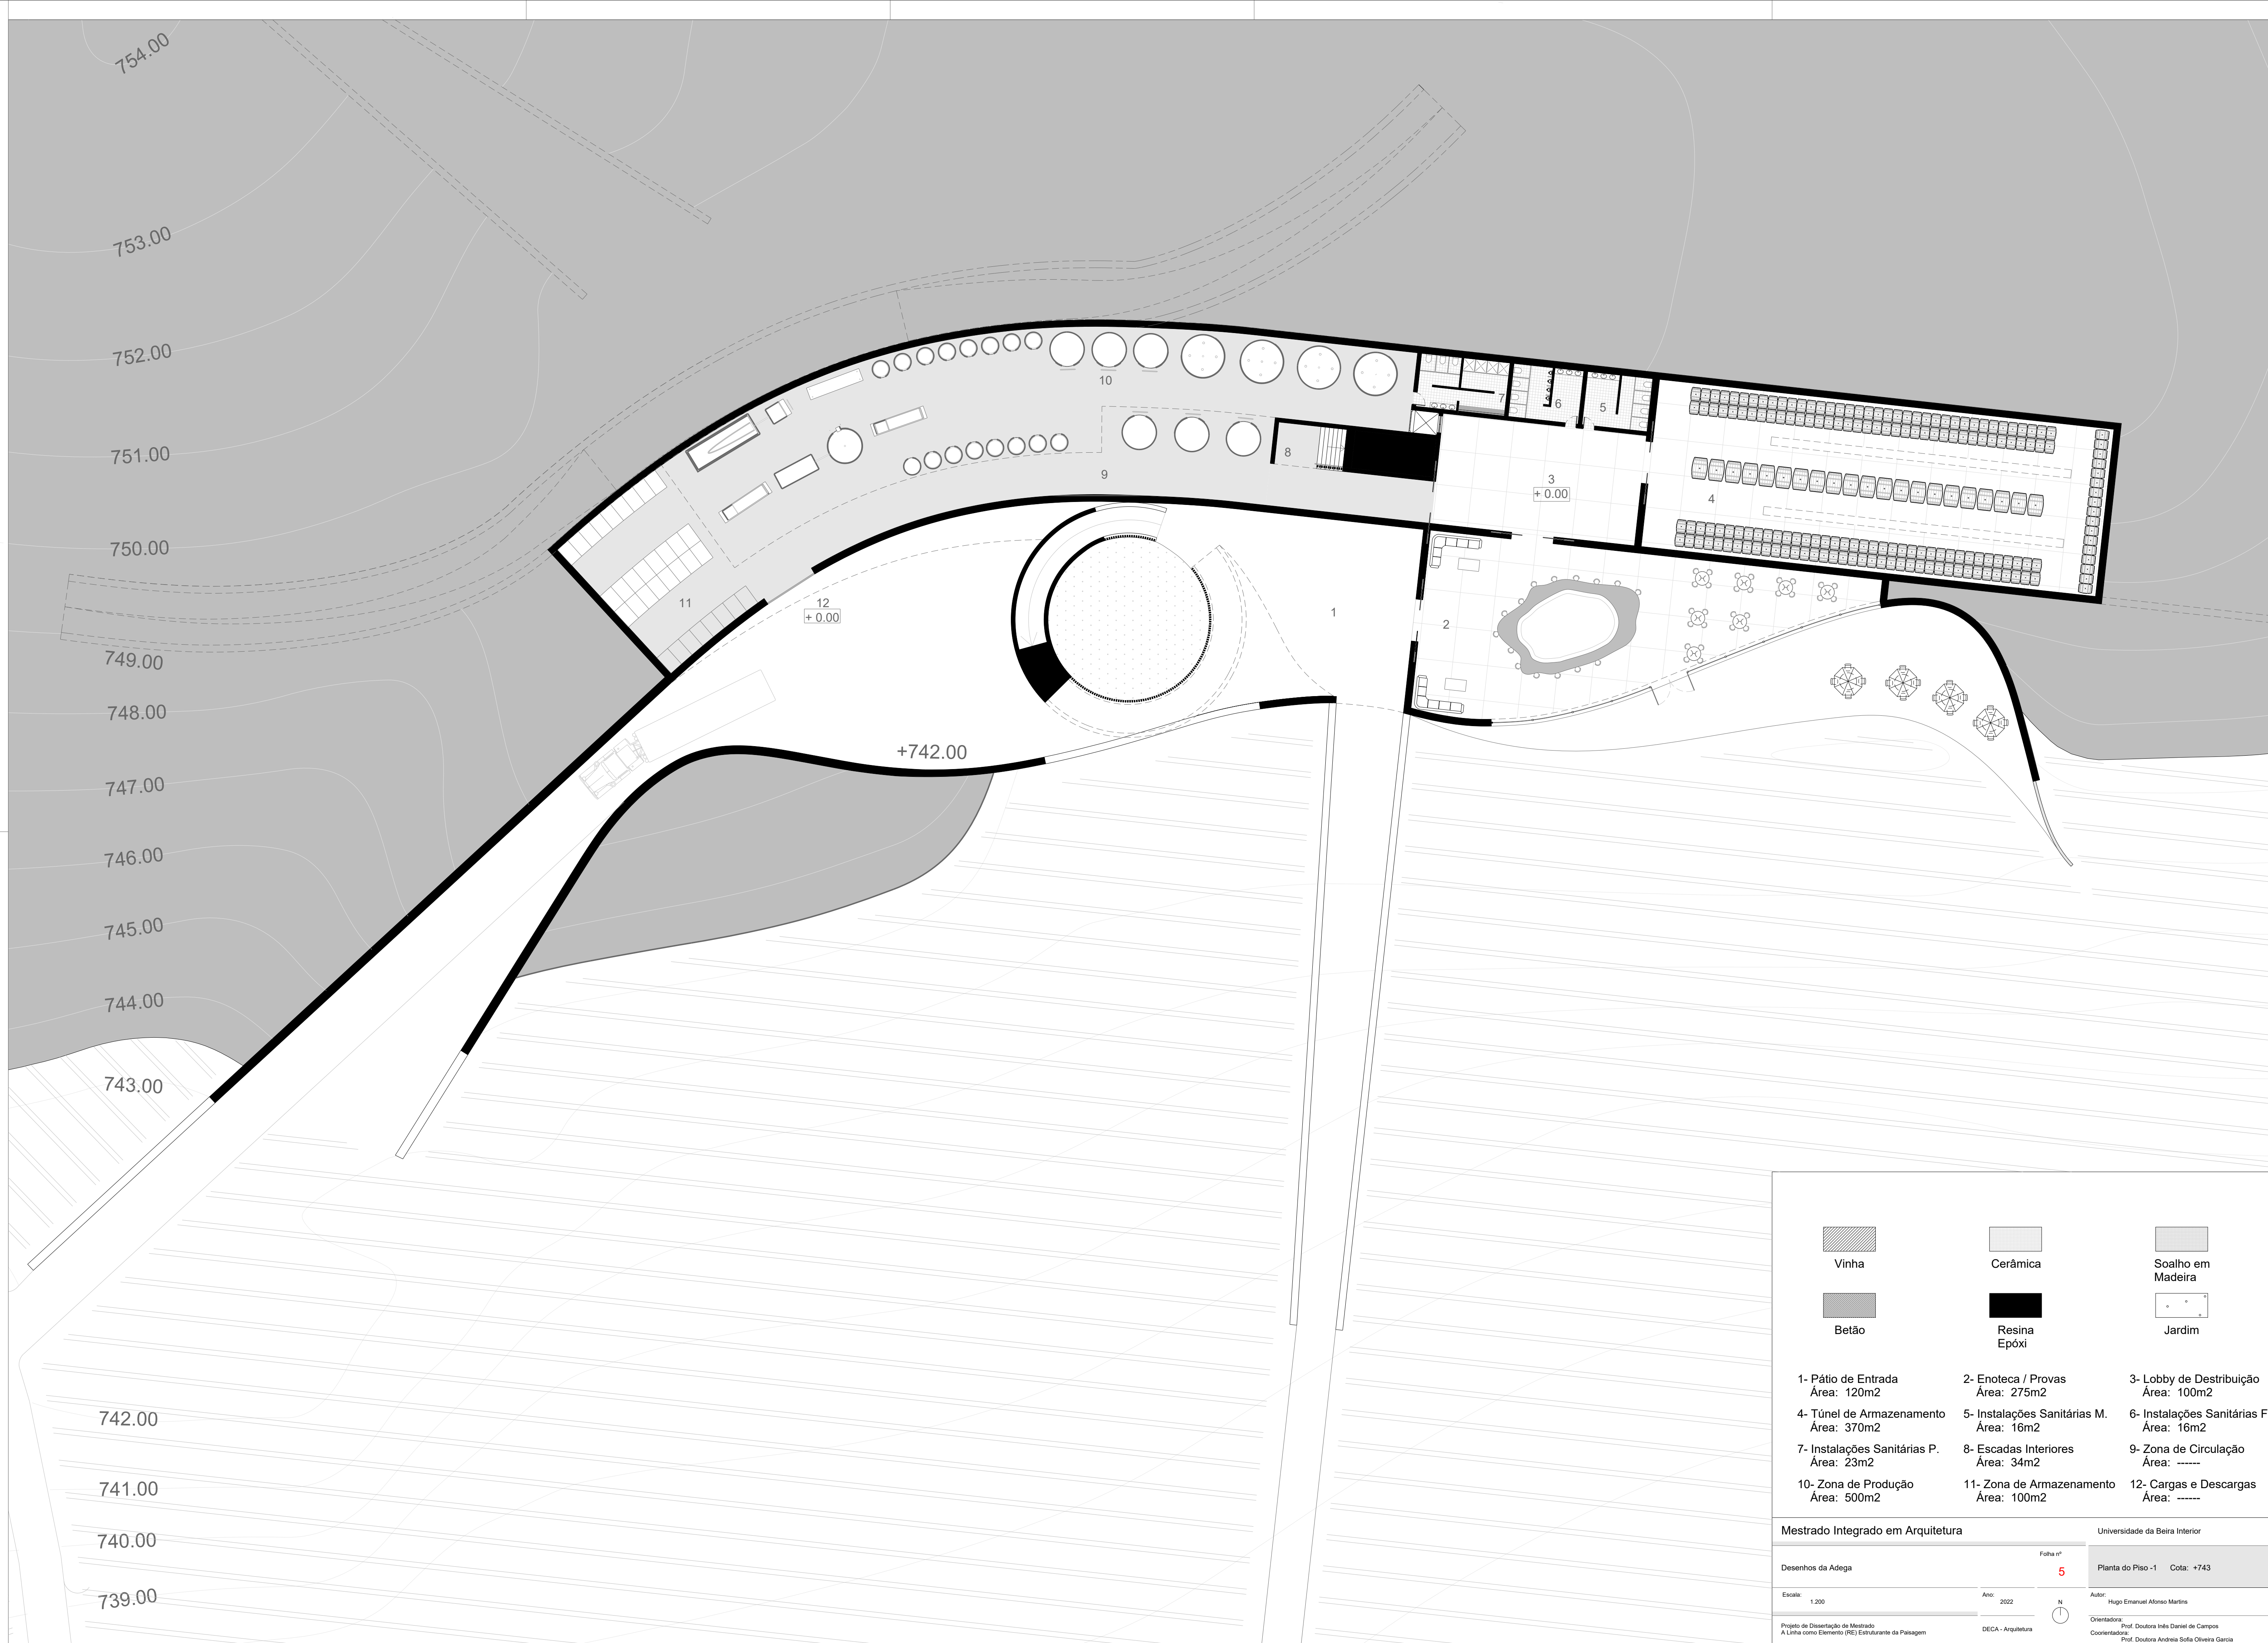 754.00
753.00
752.00
751.00
750.00
749.00
748.00
747.00
746.00
745.00
744.00
743.00
742.00
741.00
740.00
739.00
10
9
8
7
6
5
3
+ 0.00
4
11
12
+ 0.00
1
2
+742.00
Vinha
Cerâmica
Soalho em
Madeira
Betão
Resina
Epóxi
Jardim
1- Pátio de Entrada
Área: 120m2
2- Enoteca / Provas
Área: 275m2
3- Lobby de Destribuição
Área: 100m2
4- Túnel de Armazenamento
Área: 370m2
5- Instalações Sanitárias M.
Área: 16m2
6- Instalações Sanitárias F
Área: 16m2
7- Instalações Sanitárias P.
Área: 23m2
8- Escadas Interiores
Área: 34m2
9- Zona de Circulação
Área: ------
10- Zona de Produção
Área: 500m2
11- Zona de Armazenamento
Área: 100m2
12- Cargas e Descargas
Área: ------
Mestrado Integrado em Arquitetura
Universidade da Beira Interior
Desenhos da Adega
Folha nº
5
Planta do Piso -1 Cota: +743
Escala:
1.200
Ano:
2022
N
Autor:
Hugo Emanuel Afonso Martins
Projeto de Dissertação de Mestrado
A Linha como Elemento (RE) Estruturante da Paisagem
DECA - Arquitetura
Orientadora:
Prof. Doutora Inês Daniel de Campos
Coorientadora:
Prof. Doutora Andreia Sofia Oliveira Garcia